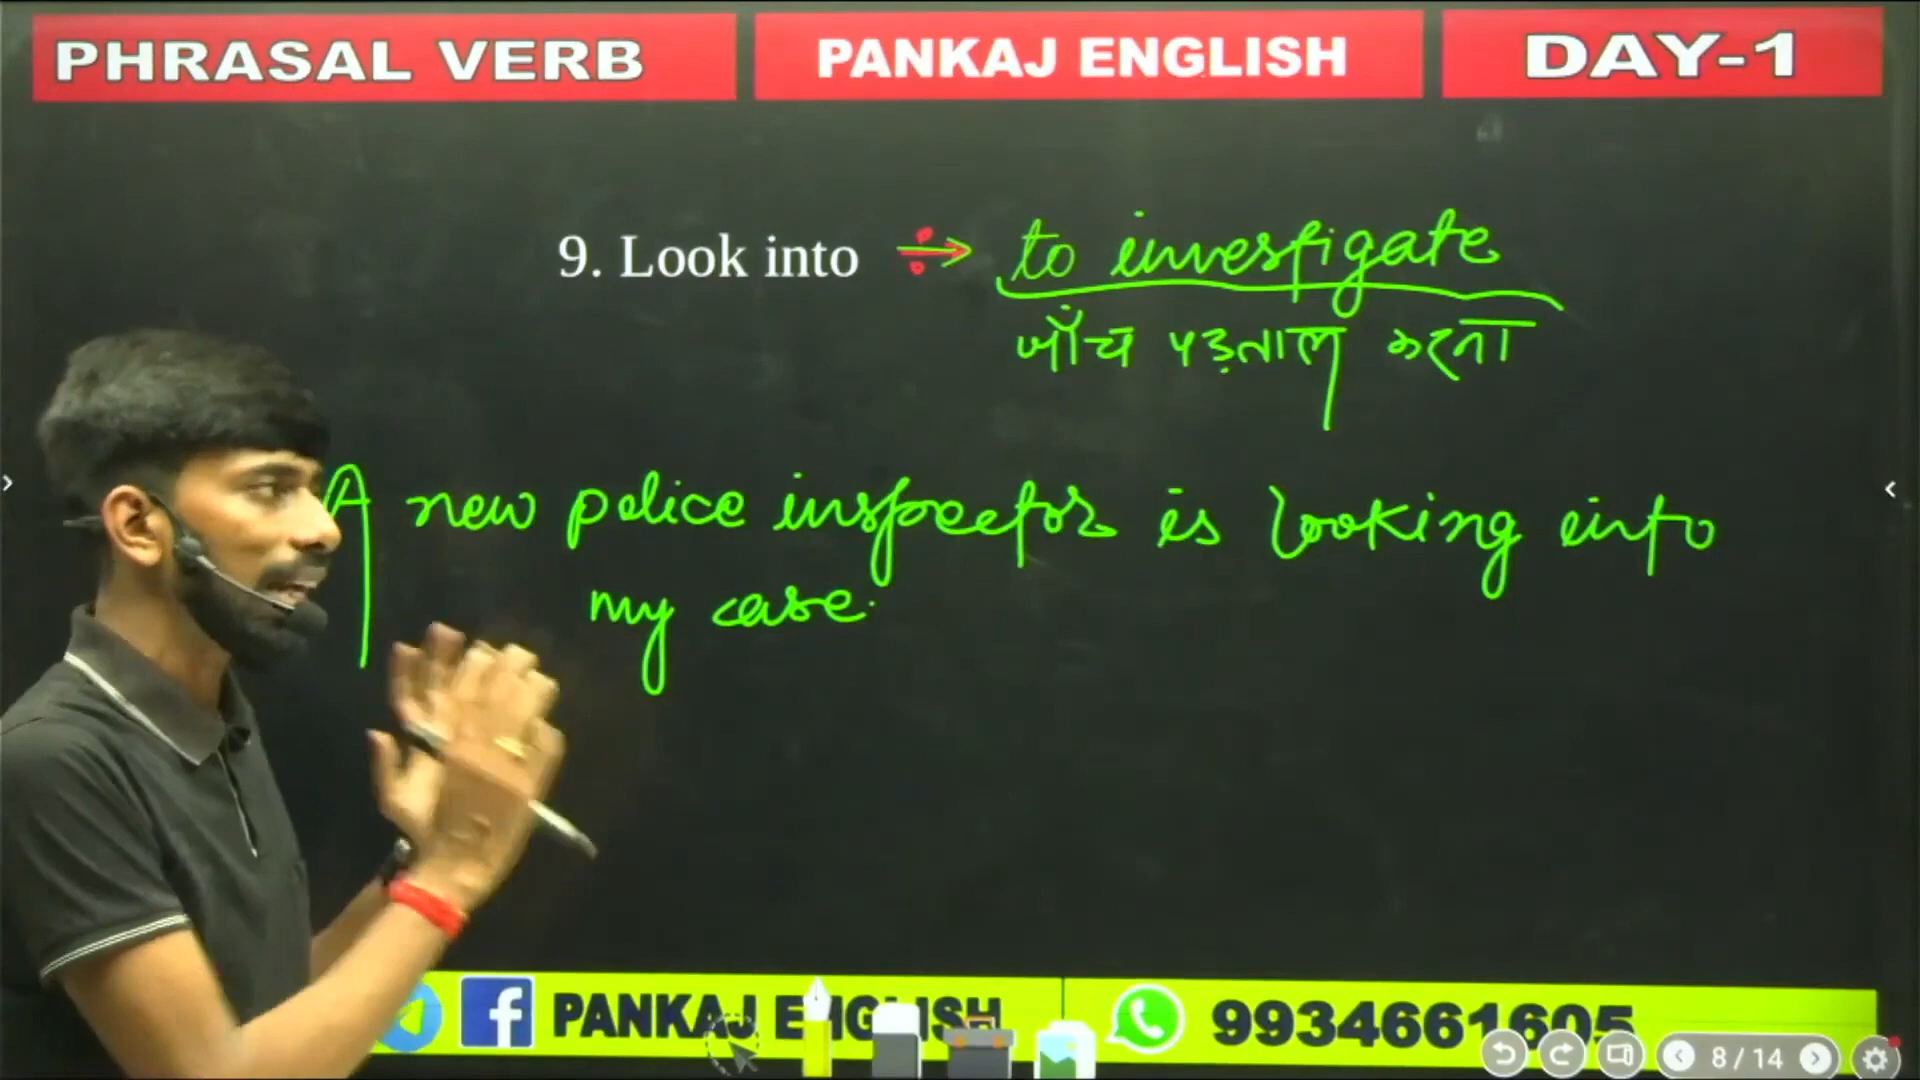 PHRASAL VERB PANKAJ ENGLISH DAY-1
9. Look into to investigate
जाँच पड़ताल करना
A new police inspector is looking into
my case.
PANKAJ ENGLISH 9934661605
8 / 14